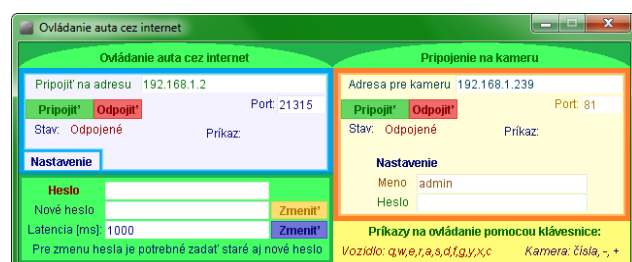 Ovládanie auta cez internet
Ovládanie auta cez internet
Pripojiť na adresu 192.168.1.2
Pripojiť Odpojiť Port: 21315
Stav: Odpojené Príkaz:
Nastavenie
Heslo
Nové heslo Zmeniť
Latencia [ms]: 1000 Zmeniť
Pre zmenu hesla je potrebné zadať staré aj nové heslo
Pripojenie na kameru
Adresa pre kameru 192.168.1.239
Pripojiť Odpojiť Port: 81
Stav: Odpojené Príkaz:
Nastavenie
Meno admin
Heslo
Príkazy na ovládanie pomocou klávesnice:
Vozidlo: q,w,e,r,a,s,d,f,g,y,x,c Kamera: čísla, -, +